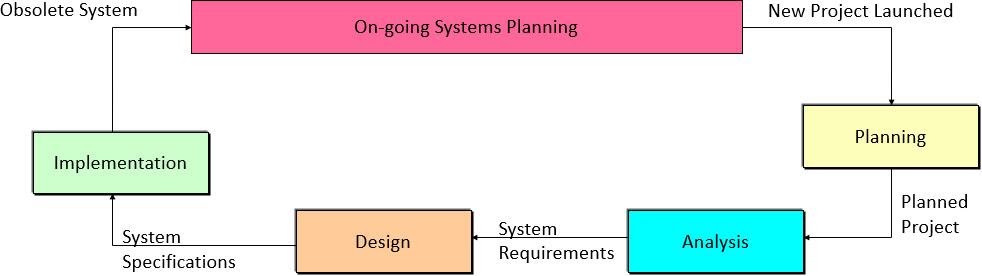 Obsolete System
On-going Systems Planning
New Project Launched
Planning
Implementation
Planned
Project
System
Specifications
Design
System
Requirements
Analysis